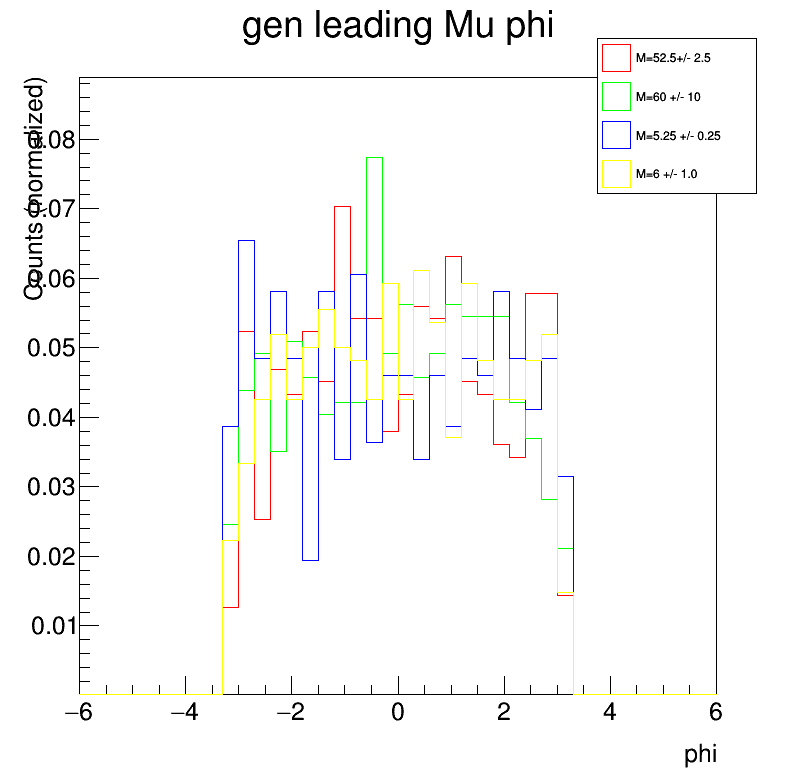 gen leading Mu phi
M=52.5+/- 2.5
M=60 +/- 10
M=5.25 +/- 0.25
M=6 +/- 1.0
Counts (normalized)
0.08
0.07
0.06
0.05
0.04
0.03
0.02
0.01
−6 −4 −2 0 2 4 6
phi